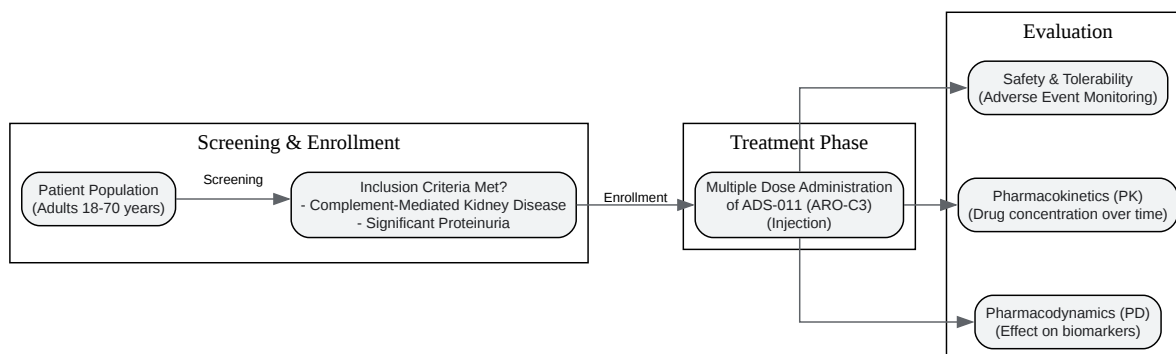 Screening & Enrollment
Patient Population
(Adults 18-70 years)
Screening
Inclusion Criteria Met?
- Complement-Mediated Kidney Disease
- Significant Proteinuria
Enrollment
Treatment Phase
Multiple Dose Administration
of ADS-011 (ARO-C3)
(Injection)
Evaluation
Safety & Tolerability
(Adverse Event Monitoring)
Pharmacokinetics (PK)
(Drug concentration over time)
Pharmacodynamics (PD)
(Effect on biomarkers)